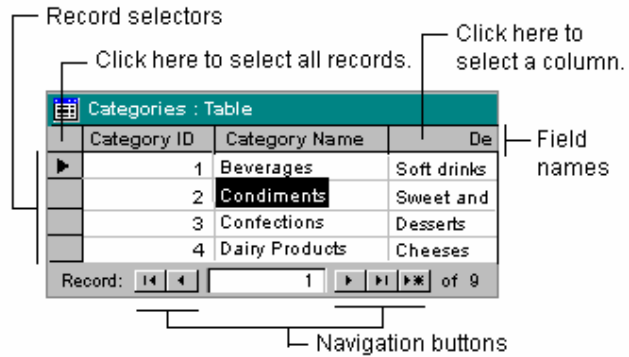 Record selectors
Click here to select all records.
Click here to
select a column.
Categories : Table
Category ID Category Name De
Field
names
1 Beverages Soft drinks
2 Condiments Sweet and
3 Confections Desserts
4 Dairy Products Cheeses
Record: 1 of 9
Navigation buttons